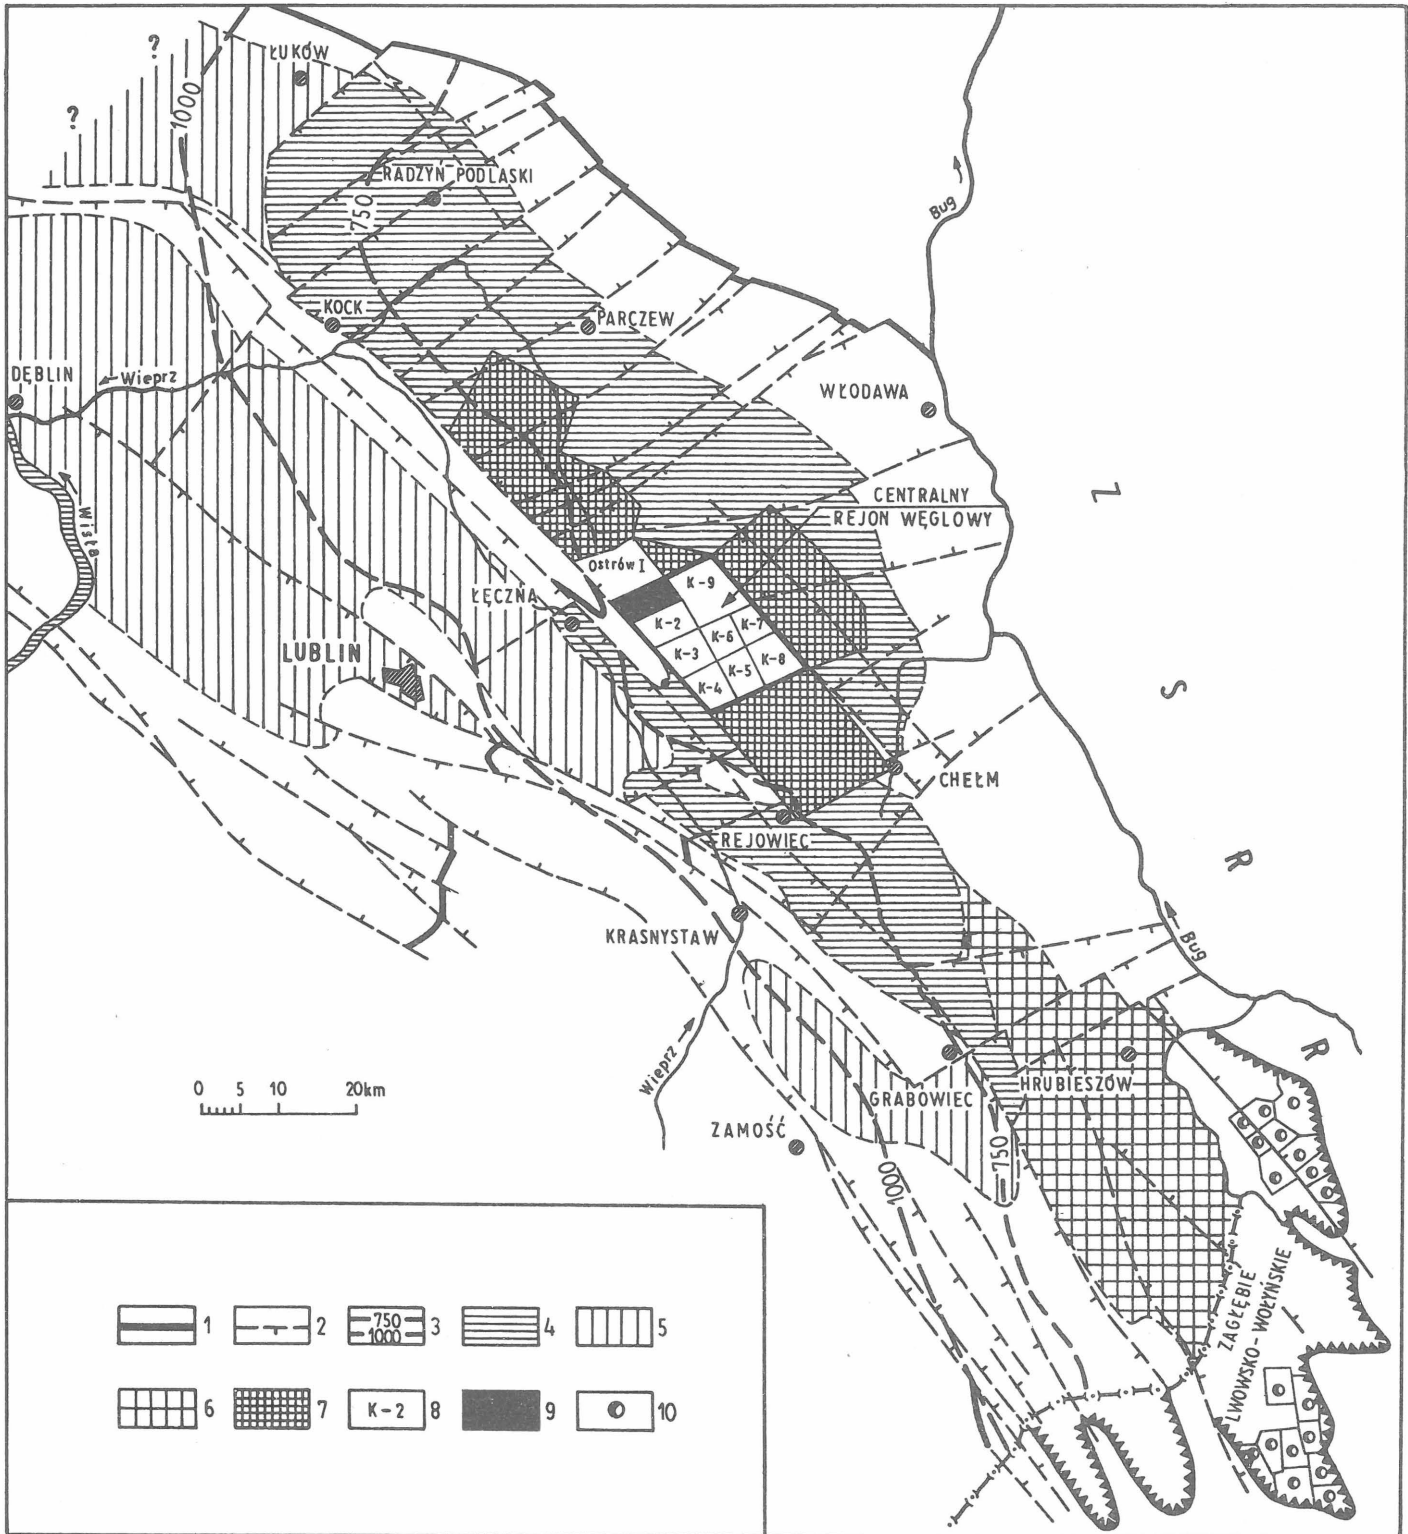 ?
?
ŁUKÓW
1000
RADZYŃ PODLASKI
750
Bug
KOCK
PARCZEW
DĘBLIN
Wieprz
WŁODAWA
Wisła
CENTRALNY
REJON WĘGLOWY
Z
S
R
R
Ostrów I
K-9
ŁĘCZNA
K-2
K-6
K-7
K-3
K-5
K-8
K-4
LUBLIN
CHEŁM
REJOWIEC
KRASNYSTAW
Bug
Wieprz
HRUBIESZÓW
GRABOWIEC
ZAMOŚĆ
750
1000
0 5 10 20km
ZAGŁĘBIE
LWOWSKO-WOŁYŃSKIE
1
2
750
1000
3
4
5
6
7
K-2
8
9
10